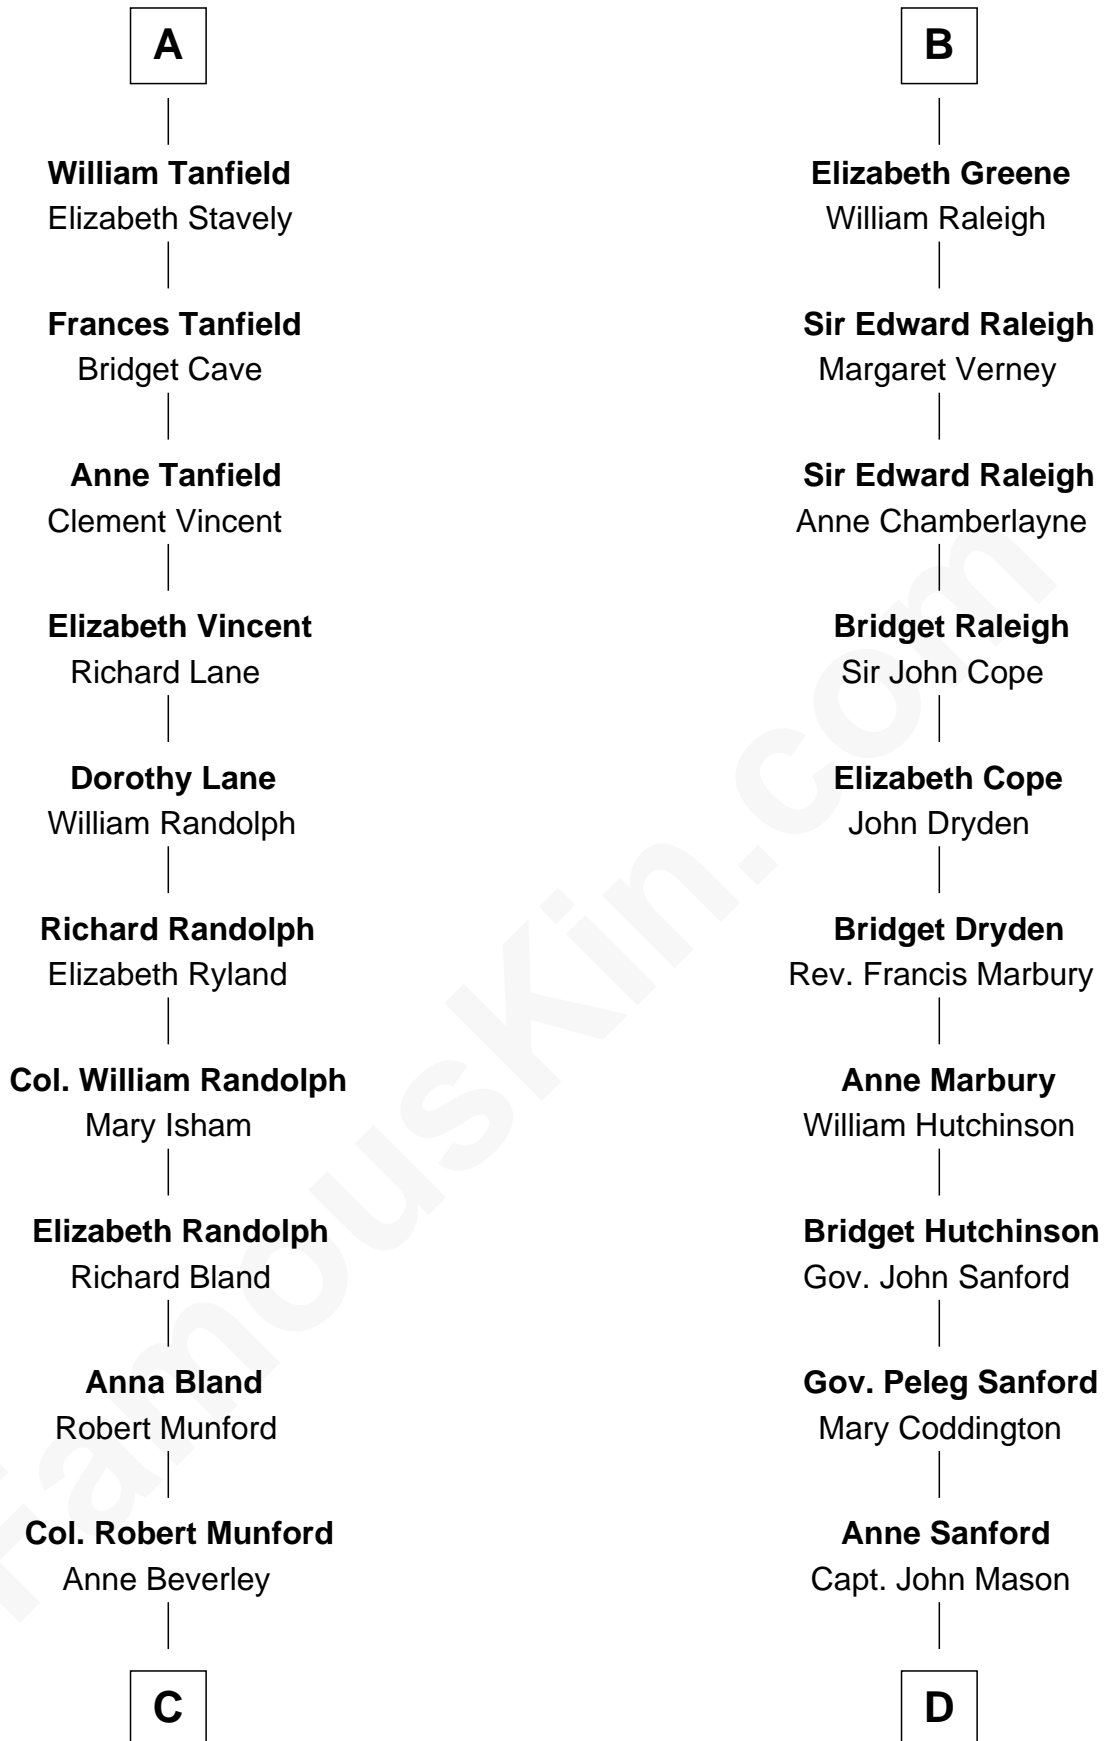 A
William Tanfield
Elizabeth Stavely
Frances Tanfield
Bridget Cave
Anne Tanfield
Clement Vincent
Elizabeth Vincent
Richard Lane
Dorothy Lane
William Randolph
Richard Randolph
Elizabeth Ryland
Col. William Randolph
Mary Isham
Elizabeth Randolph
Richard Bland
Anna Bland
Robert Munford
Col. Robert Munford
Anne Beverley
C
B
Elizabeth Greene
William Raleigh
Sir Edward Raleigh
Margaret Verney
Sir Edward Raleigh
Anne Chamberlayne
Bridget Raleigh
Sir John Cope
Elizabeth Cope
John Dryden
Bridget Dryden
Rev. Francis Marbury
Anne Marbury
William Hutchinson
Bridget Hutchinson
Gov. John Sanford
Gov. Peleg Sanford
Mary Coddington
Anne Sanford
Capt. John Mason
D
FamousKin.com